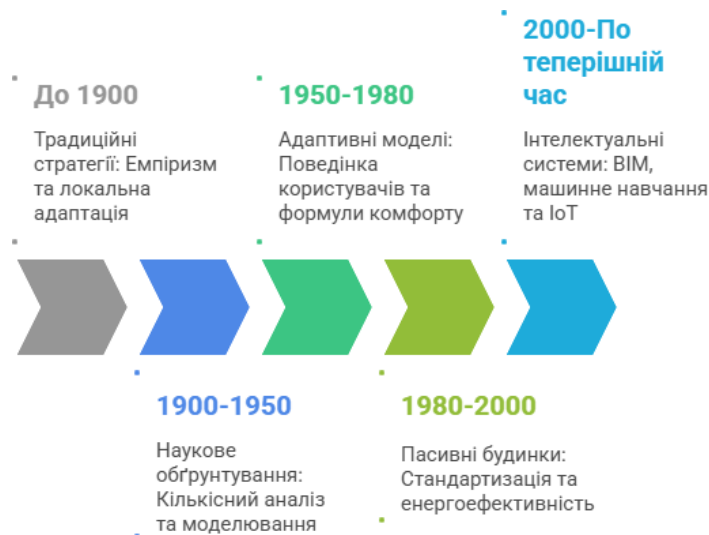 До 1900
Традиційні
стратегії: Емпіризм
та локальна
адаптація
1900-1950
Наукове
обґрунтування:
Кількісний аналіз
та моделювання
1950-1980
Адаптивні моделі:
Поведінка
користувачів та
формули комфорту
1980-2000
Пасивні будинки:
Стандартизація та
енергоефективність
2000-По
теперішній
час
Інтелектуальні
системи: BIM,
машинне навчання
та IoT